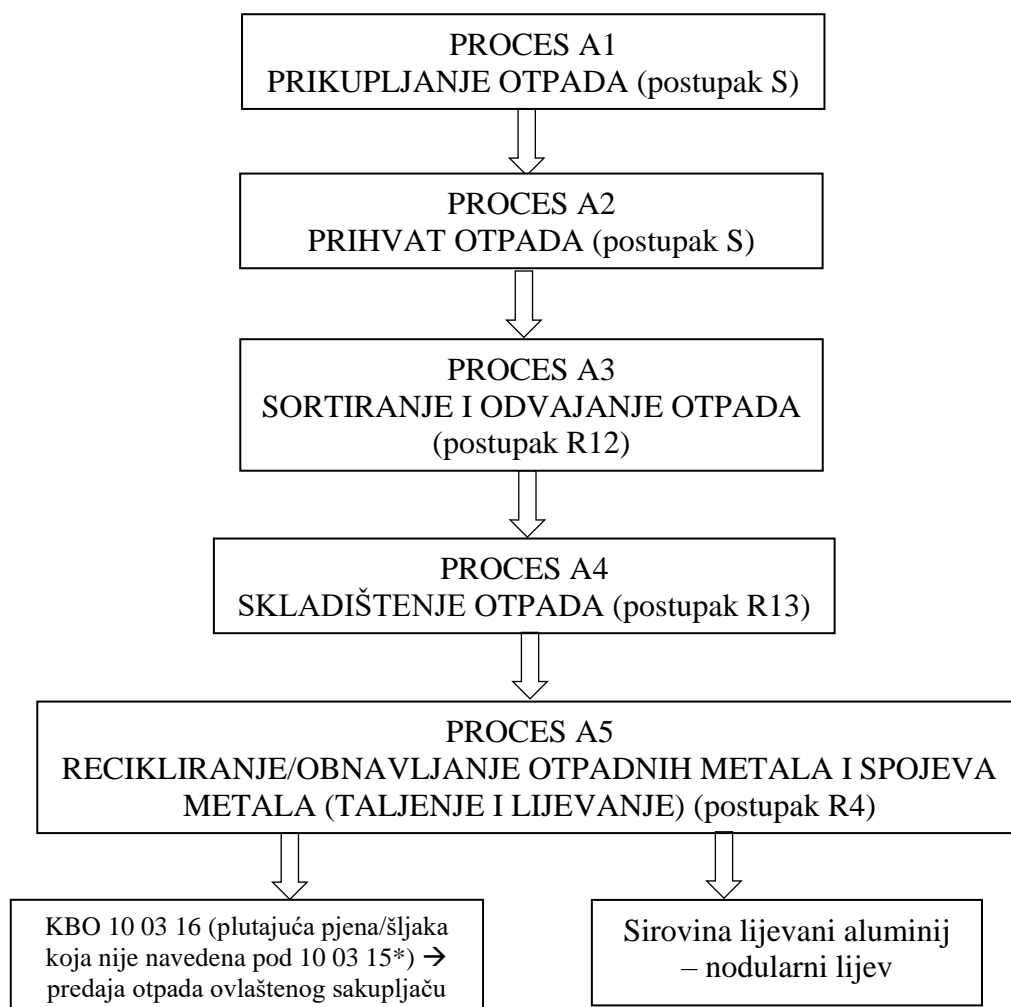 PROCES A1
PRIKUPLJANJE OTPADA (postupak S)
PROCES A2
PRIHVAT OTPADA (postupak S)
PROCES A3
SORTIRANJE I ODVAJANJE OTPADA
(postupak R12)
PROCES A4
SKLADIŠTENJE OTPADA (postupak R13)
PROCES A5
RECIKLIRANJE/OBNAVLJANJE OTPADNIH METALA I SPOJEVA
METALA (TALJENJE I LIJEVANJE) (postupak R4)
KBO 10 03 16 (plutajuća pjena/šljaka
koja nije navedena pod 10 03 15*) →
predaja otpada ovlaštenog sakupljaču
Sirovina lijevani aluminij
– nodularni lijev